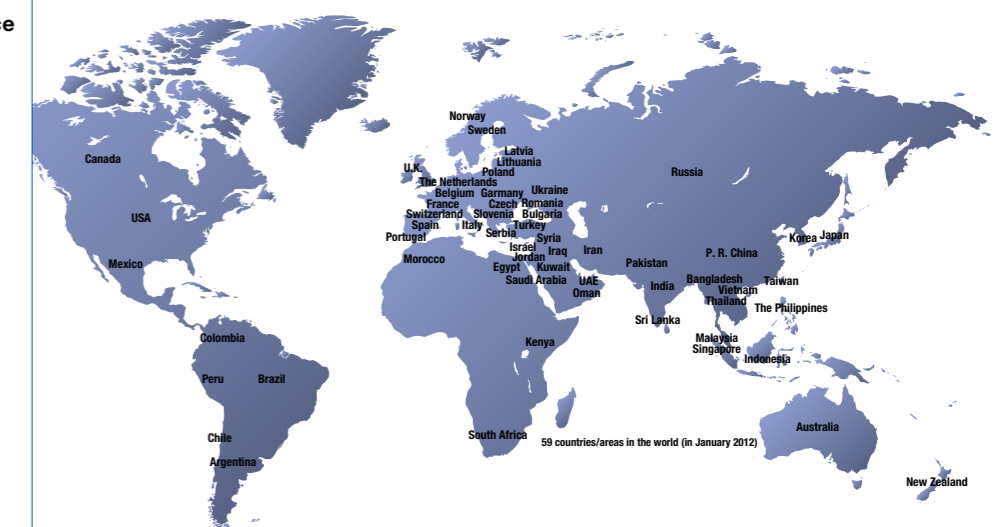 ce
Norway
Sweden
Canada
Latvia
Lithuania
U.K.
Poland
Russia
The Netherlands
Belgium
Garmany
Ukraine
France
Czech
Romania
USA
Switzerland
Slovenia
Bulgaria
Spain
Italy
Turkey
Serbia
Portugal
Syria
Korea
Japan
Israel
Iraq
Iran
P. R. China
Jordan
Morocco
Mexico
Egypt
Kuwait
Pakistan
Saudi Arabia
UAE
India
Bangladesh
Taiwan
Oman
Vietnam
Thailand
The Philippines
Sri Lanka
Colombia
Kenya
Malaysia
Singapore
Indonesia
Peru
Brazil
Australia
Chile
South Africa
59 countries/areas in the world (in January 2012)
Argentina
New Zealand